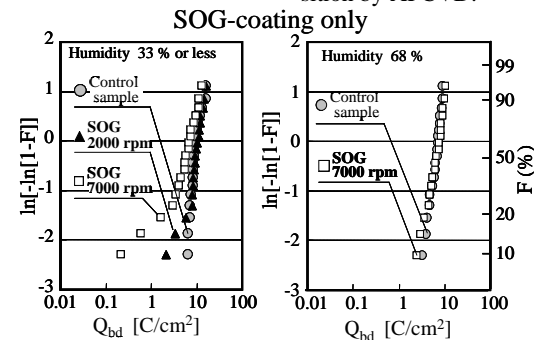 sition by APCVD.
SOG-coating only
Humidity 33 % or less
Control
sample
SOG
2000 rpm
SOG
7000 rpm
ln[-ln[1-F]]
2
1
0
-1
-2
-3
0.01 0.1 1 10 100
Qbd [C/cm²]
Humidity 68 %
Control
sample
SOG
7000 rpm
ln[-ln[1-F]]
2
1
0
-1
-2
-3
0.01 0.1 1 10 100
Qbd [C/cm²]
99
90
50
20
10
F (%)